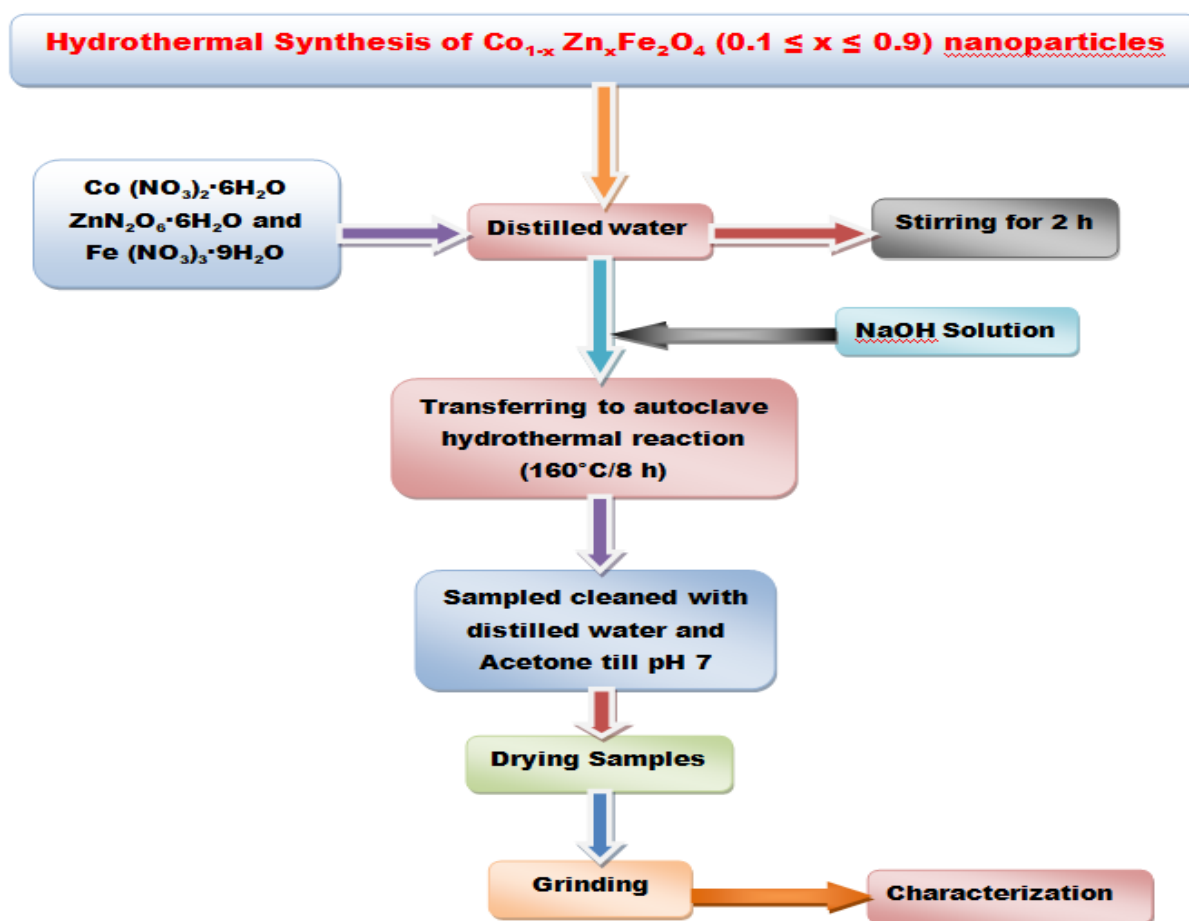 Hydrothermal Synthesis of Co₁₋ₓ ZnₓFe₂O₄ (0.1 ≤ x ≤ 0.9) nanoparticles
Co (NO₃)₂·6H₂O
ZnN₂O₆·6H₂O and
Fe (NO₃)₃·9H₂O
Distilled water
Stirring for 2 h
NaOH Solution
Transferring to autoclave
hydrothermal reaction
(160°C/8 h)
Sampled cleaned with
distilled water and
Acetone till pH 7
Drying Samples
Grinding
Characterization